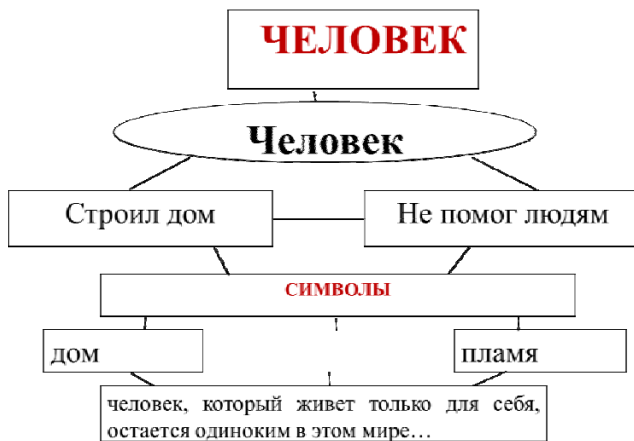 ЧЕЛОВЕК
Человек
Строил дом
Не помог людям
СИМВОЛЫ
дом
пламя
человек, который живет только для себя,
остается одиноким в этом мире…